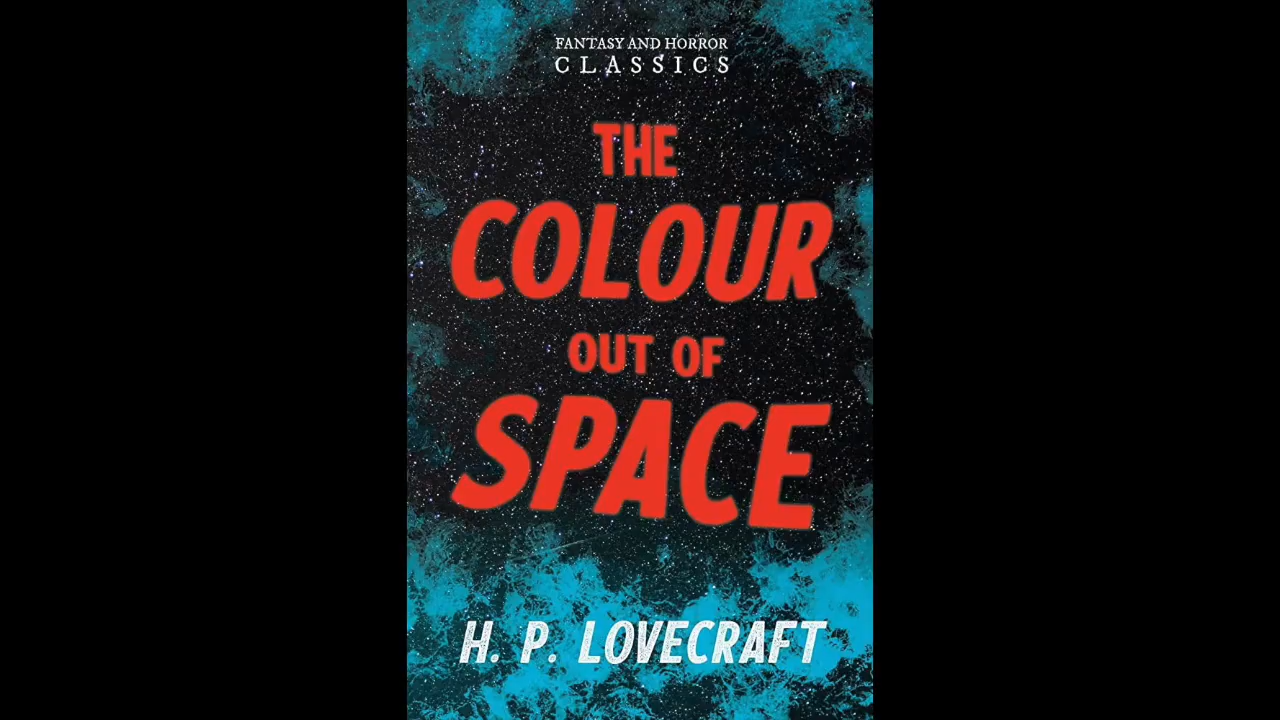 FANTASY AND HORROR
CLASSICS
THE
COLOUR
OUT OF
SPACE
H. P. LOVECRAFT